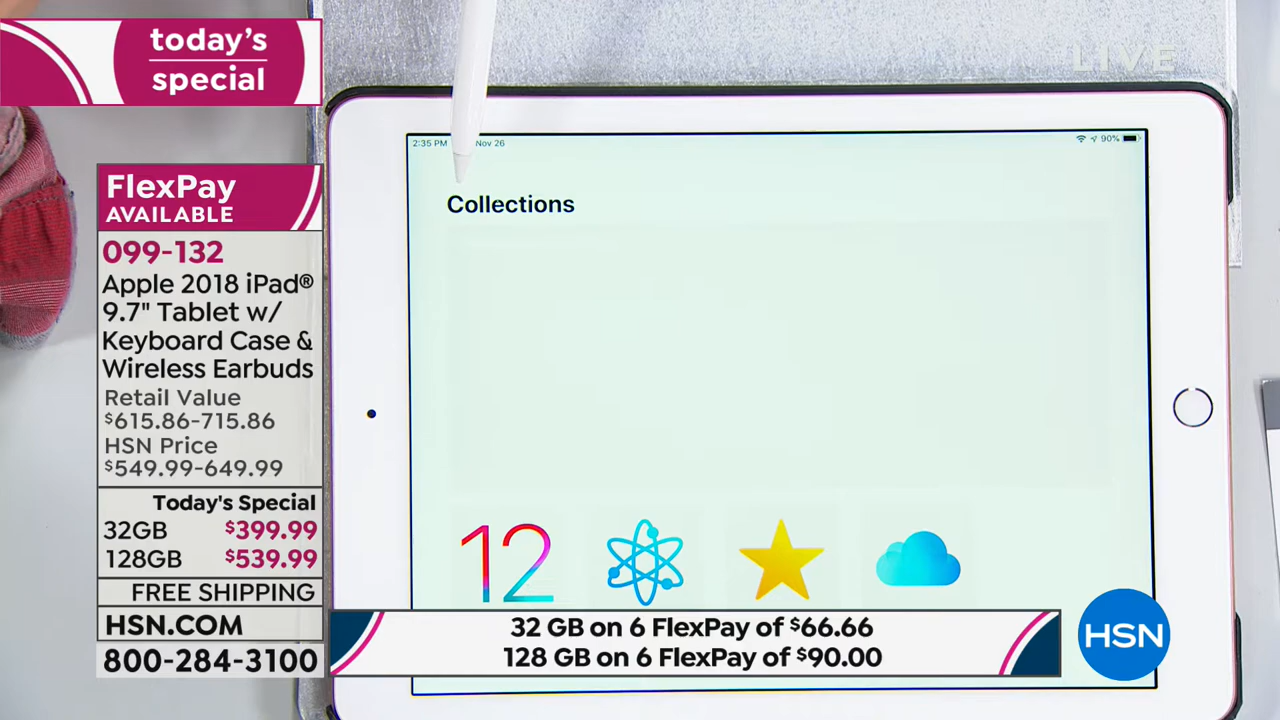 today's
special
LIVE
FlexPay
AVAILABLE
099-132
Apple 2018 iPad®
9.7" Tablet w/
Keyboard Case &
Wireless Earbuds
Retail Value
$615.86-715.86
HSN Price
$549.99-649.99
Today's Special
32GB $399.99
128GB $539.99
FREE SHIPPING
HSN.COM
800-284-3100
2:35 PM Nov 26
90%
Collections
12
32 GB on 6 FlexPay of $66.66
128 GB on 6 FlexPay of $90.00
HSN